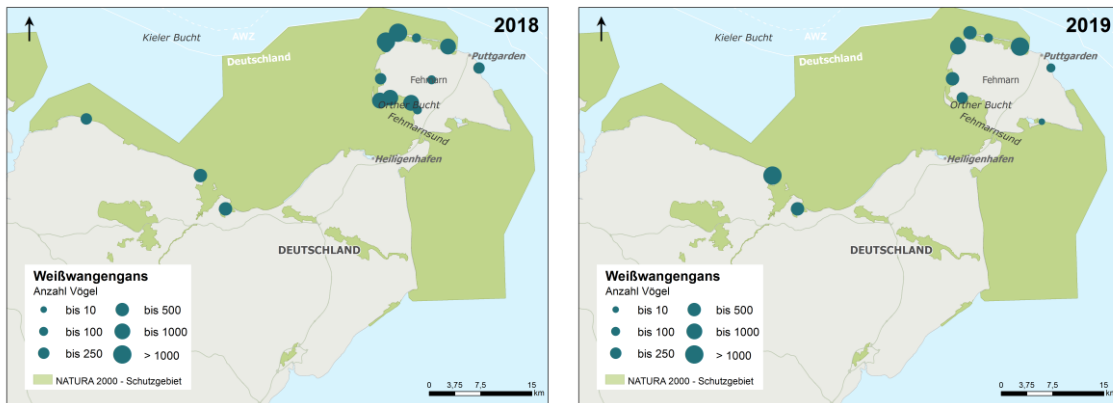 2018
Kieler Bucht
AWZ
Deutschland
Puttgarden
Fehmarn
Orther Bucht
Fehmarnsund
Heiligenhafen
DEUTSCHLAND
Weißwangengans
Anzahl Vögel
bis 10 bis 500
bis 100 bis 1000
bis 250 > 1000
NATURA 2000 - Schutzgebiet
0 3,75 7,5 15
km
2019
Kieler Bucht
AWZ
Deutschland
Puttgarden
Fehmarn
Orther Bucht
Fehmarnsund
Heiligenhafen
DEUTSCHLAND
Weißwangengans
Anzahl Vögel
bis 10 bis 500
bis 100 bis 1000
bis 250 > 1000
NATURA 2000 - Schutzgebiet
0 3,75 7,5 15
km